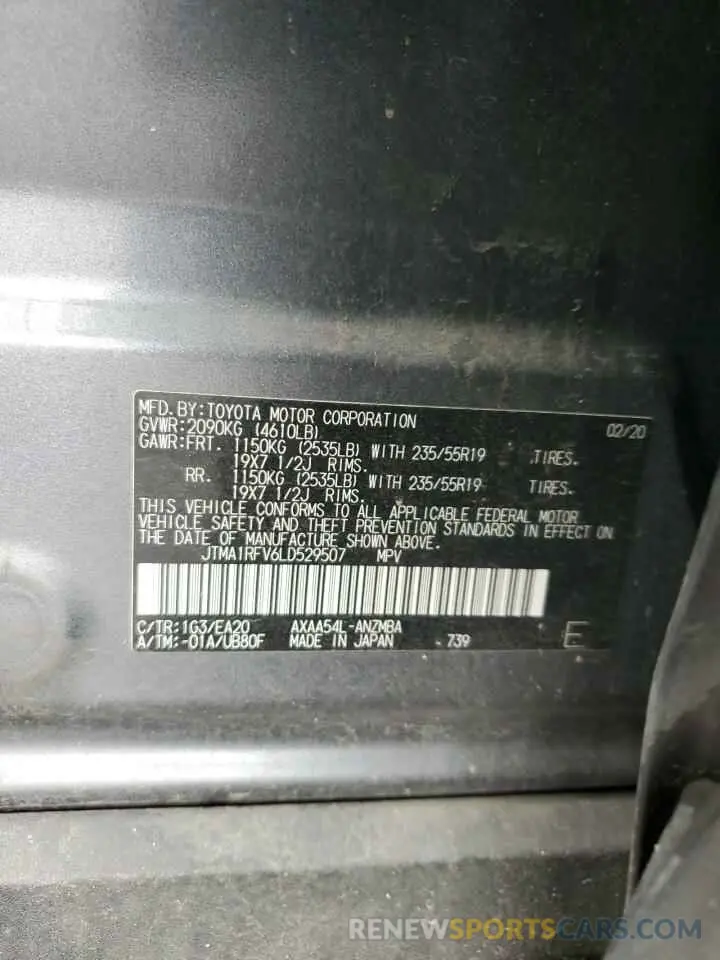 MFD. BY: TOYOTA MOTOR CORPORATION 02/20
GVWR: 2090KG (4610LB)
GAWR: FRT. 1150KG (2535LB) WITH 235/55R19 TIRES.
19X7 1/2J RIMS.
RR. 1150KG (2535LB) WITH 235/55R19 TIRES.
19X7 1/2J RIMS.
THIS VEHICLE CONFORMS TO ALL APPLICABLE FEDERAL MOTOR
VEHICLE SAFETY AND THEFT PREVENTION STANDARDS IN EFFECT ON
THE DATE OF MANUFACTURE SHOWN ABOVE.
JTMA1RFV6LD529507 MPV
C/TR: 1G3/EA20 AXAA54L-ANZMBA
A/TM: -01A/UB80F MADE IN JAPAN 739 E
RENEWSPORTSCARS.COM